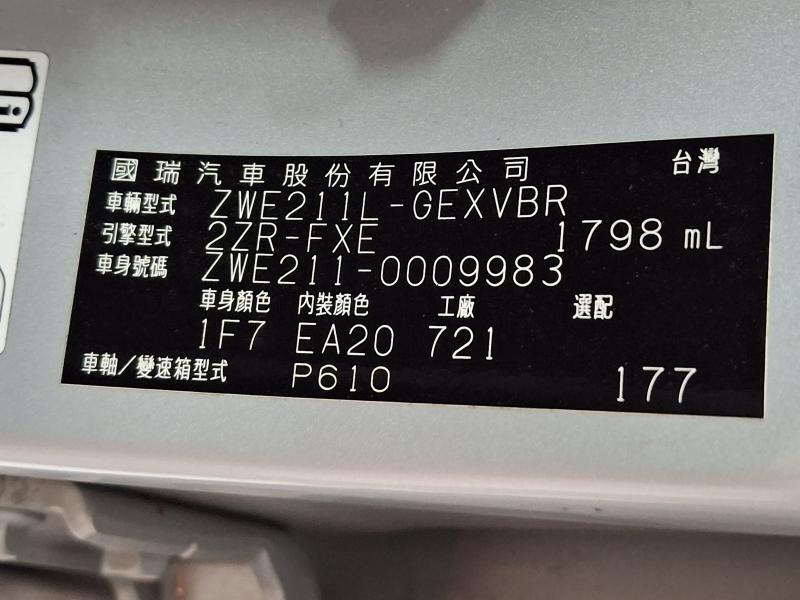 國瑞汽車股份有限公司 台灣
車輛型式 ZWE211L-GEXVBR
引擎型式 2ZR-FXE 1798 mL
車身號碼 ZWE211-0009983
車身顏色 內裝顏色 工廠 選配
1F7 EA20 721
車軸/變速箱型式 P610 177